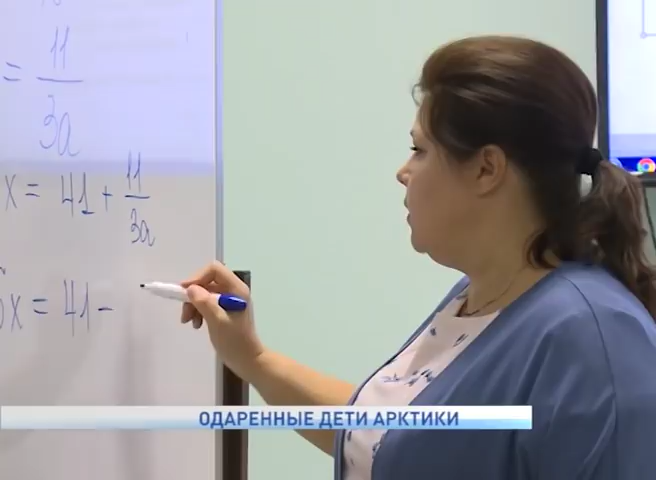 = 11/3a
x = 41 + 11/3a
x = 41 -
ОДАРЕННЫЕ ДЕТИ АРКТИКИ